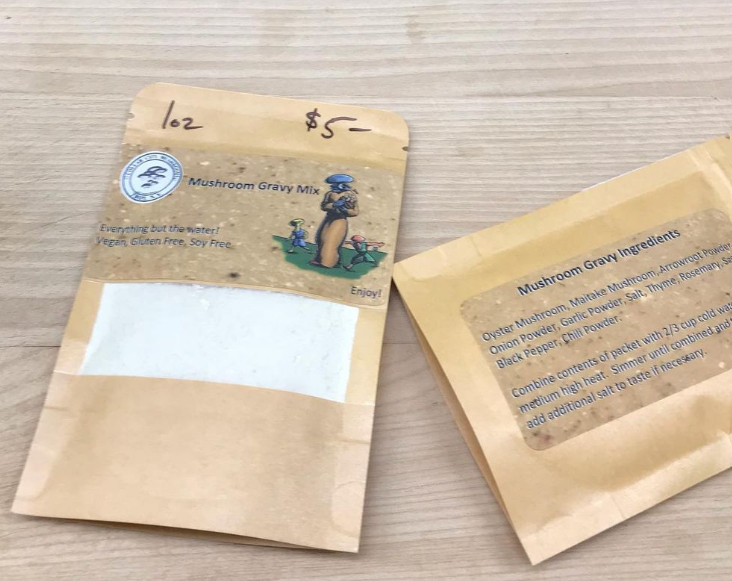 1oz $5-
Mushroom Gravy Mix
Everything but the water!
Vegan, Gluten Free, Soy Free
Enjoy!
Mushroom Gravy Ingredients
Oyster Mushroom, Maitake Mushroom, Arrowroot Powder
Onion Powder, Garlic Powder, Salt, Thyme, Rosemary,
Black Pepper, Chili Powder.
Combine contents of packet with 2/3 cup cold
medium high heat. Simmer until combined and
add additional salt to taste if necessary.